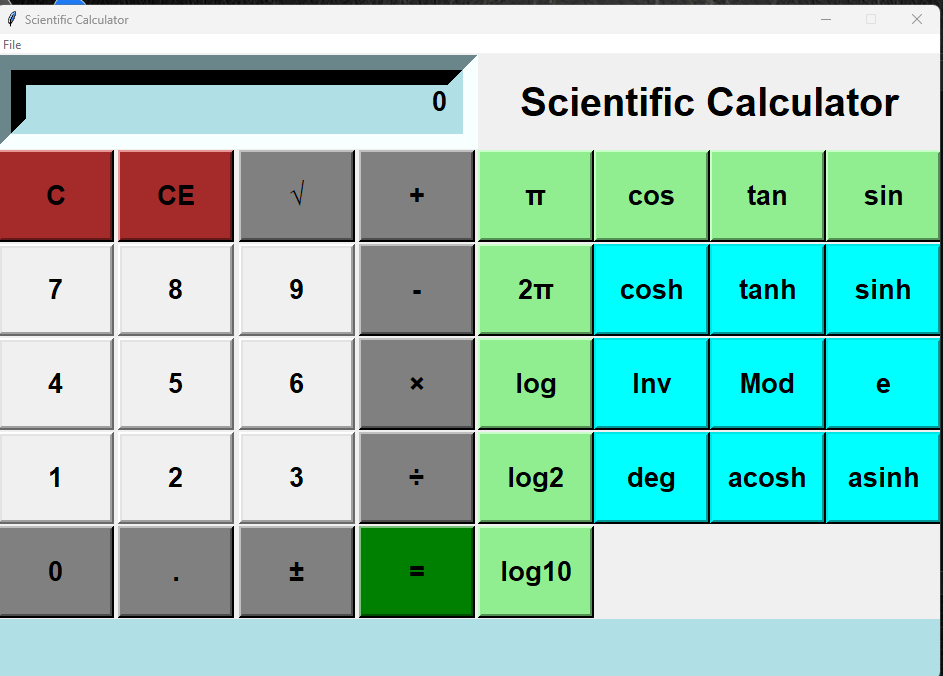 Scientific Calculator
File
0
Scientific Calculator
C CE √ + π cos tan sin
7 8 9 - 2π cosh tanh sinh
4 5 6 × log Inv Mod e
1 2 3 ÷ log2 deg acosh asinh
0 . ± = log10